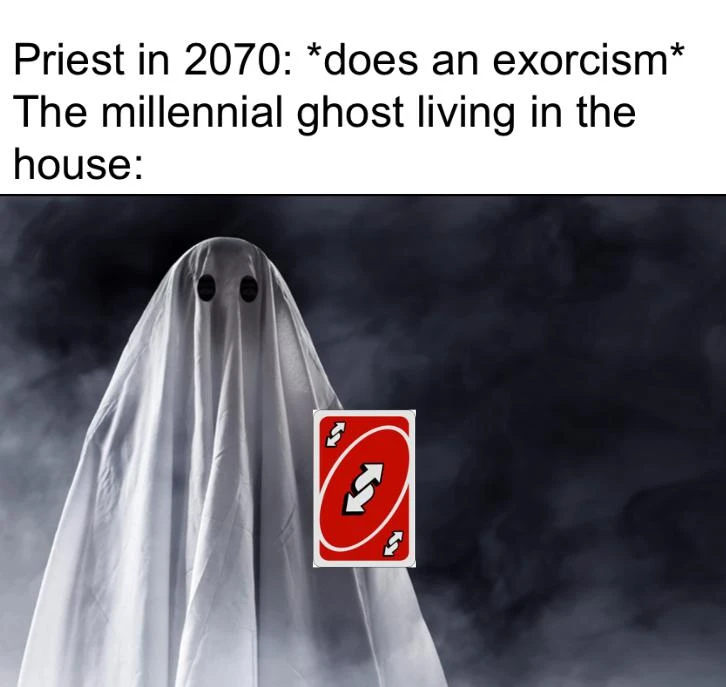 Priest in 2070: *does an exorcism*
The millennial ghost living in the
house: